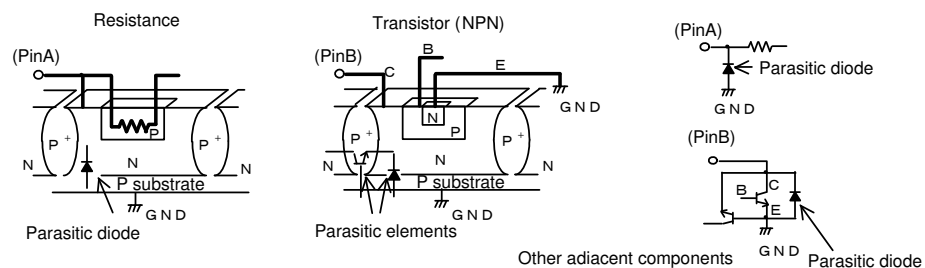 Resistance
(PinA)
P
P +
P +
N
N
N
P substrate
GND
Parasitic diode
Transistor (NPN)
(PinB)
B
C
E
GND
N
P
P +
P +
N
N
N
P substrate
GND
Parasitic elements
(PinA)
Parasitic diode
GND
(PinB)
B
C
E
GND
Other adiacent components
Parasitic diode